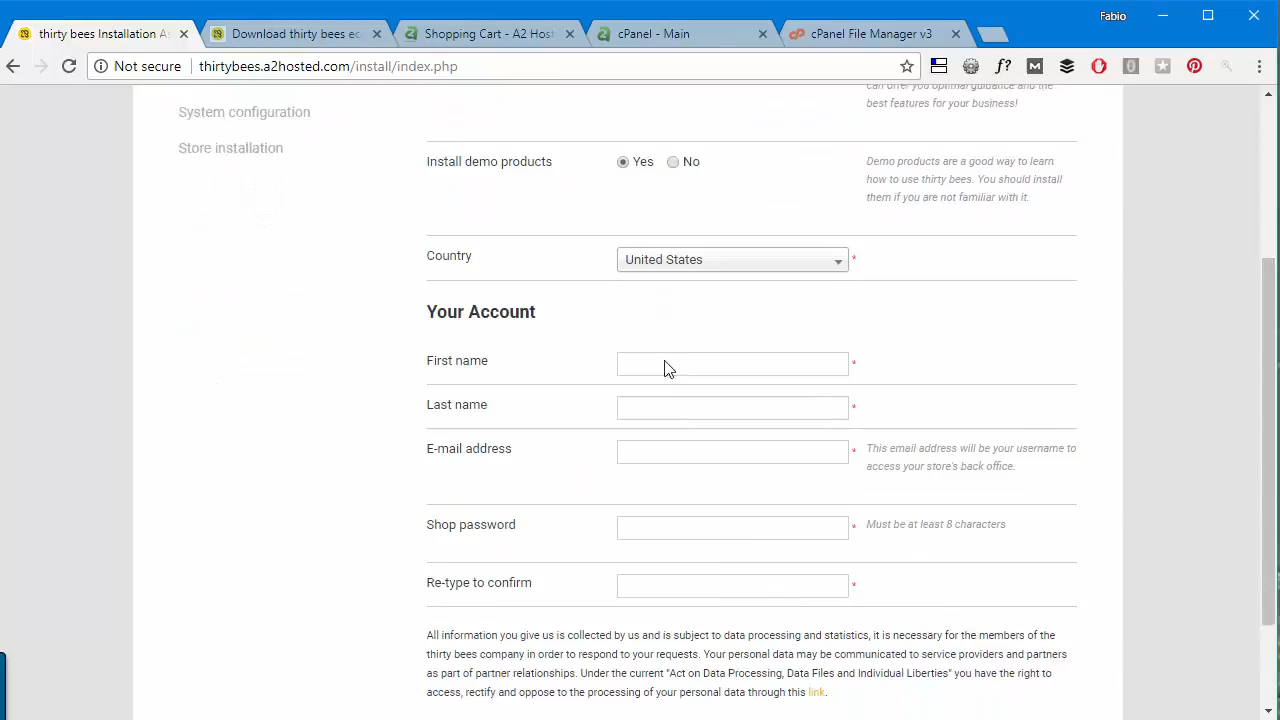 Fabio
thirty bees Installation As
Download thirty bees ec
Shopping Cart - A2 Host
cPanel - Main
cPanel File Manager v3
Not secure
thirtybees.a2hosted.com/install/index.php
can offer you optimal guidance and the
best features for your business!
System configuration
Store installation
Install demo products
Yes
No
Demo products are a good way to learn
how to use thirty bees. You should install
them if you are not familiar with it.
Country
United States
*
Your Account
First name
*
Last name
*
E-mail address
*
This email address will be your username to
access your store's back office.
Shop password
*
Must be at least 8 characters
Re-type to confirm
*
All information you give us is collected by us and is subject to data processing and statistics, it is necessary for the members of the
thirty bees company in order to respond to your requests. Your personal data may be communicated to service providers and partners
as part of partner relationships. Under the current "Act on Data Processing, Data Files and Individual Liberties" you have the right to
access, rectify and oppose to the processing of your personal data through this link.